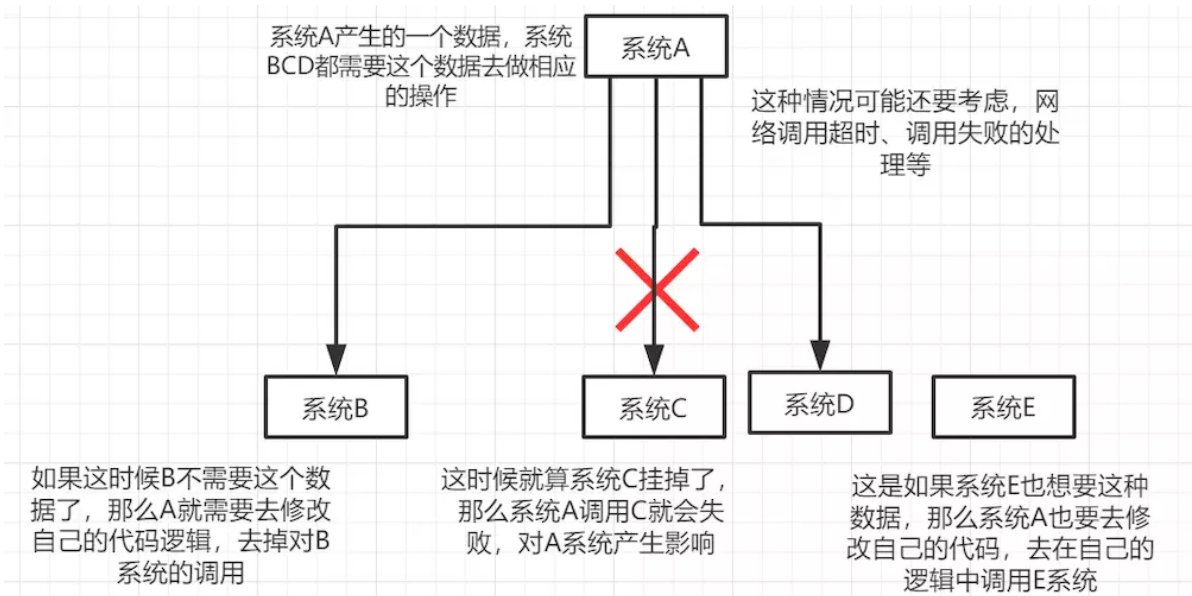 系统A产生的一个数据，系统
BCD都需要这个数据去做相应
的操作
系统A
这种情况可能还要考虑，网
络调用超时、调用失败的处
理等
系统B
系统C
系统D
系统E
如果这时候B不需要这个数
据了，那么A就需要去修改
自己的代码逻辑，去掉对B
系统的调用
这时候就算系统C挂掉了，
那么系统A调用C就会失
败，对A系统产生影响
这是如果系统E也想要这种
数据，那么系统A也要去修
改自己的代码，去在自己的
逻辑中调用E系统